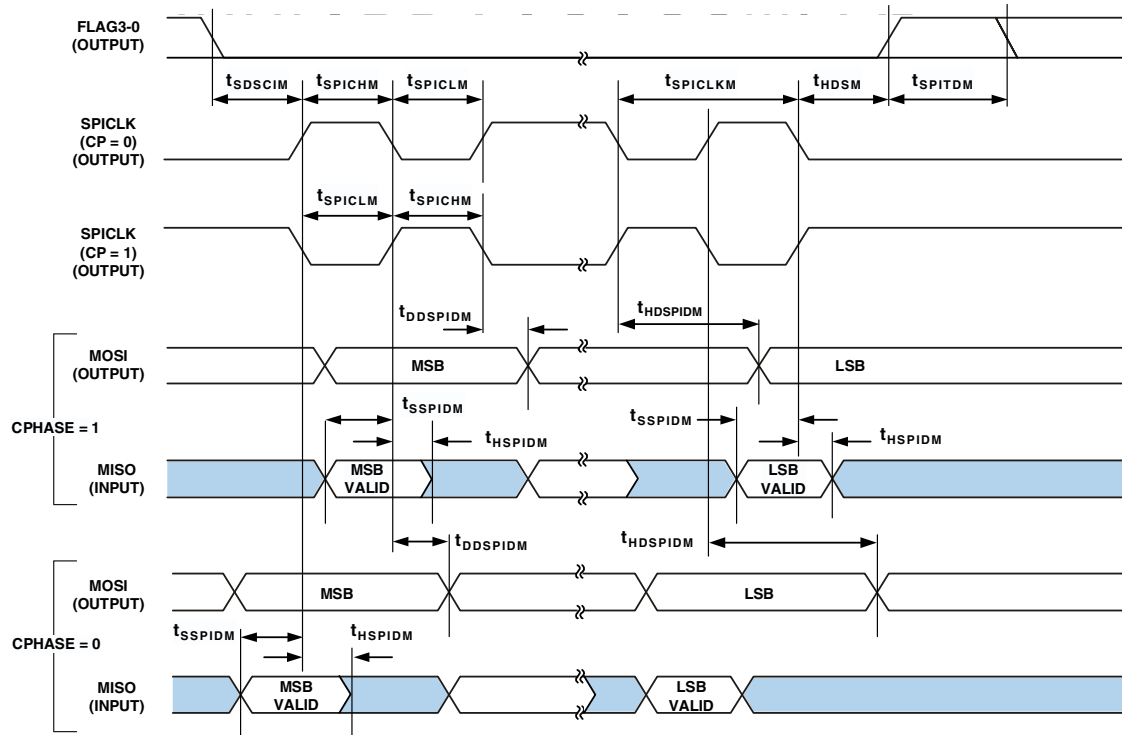 FLAG3-0
(OUTPUT)
tSDSCIM
tSPICHM
tSPICLM
tSPICLKM
tHDSM
tSPITDM
SPICLK
(CP = 0)
(OUTPUT)
tSPICLM
tSPICHM
SPICLK
(CP = 1)
(OUTPUT)
tDDSPIDM
tHDSPIDM
MOSI
(OUTPUT)
MSB
LSB
CPHASE = 1
tSSPIDM
tHSPIDM
tSSPIDM
tHSPIDM
MISO
(INPUT)
MSB
VALID
LSB
VALID
tDDSPIDM
tHDSPIDM
MOSI
(OUTPUT)
MSB
LSB
CPHASE = 0
tSSPIDM
tHSPIDM
MISO
(INPUT)
MSB
VALID
LSB
VALID